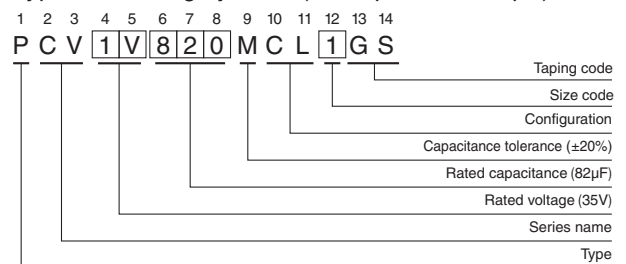 1 2 3 4 5 6 7 8 9 10 11 12 13 14
P C V 1 V 8 2 0 M C L 1 G S
Taping code
Size code
Configuration
Capacitance tolerance (±20%)
Rated capacitance (82µF)
Rated voltage (35V)
Series name
Type